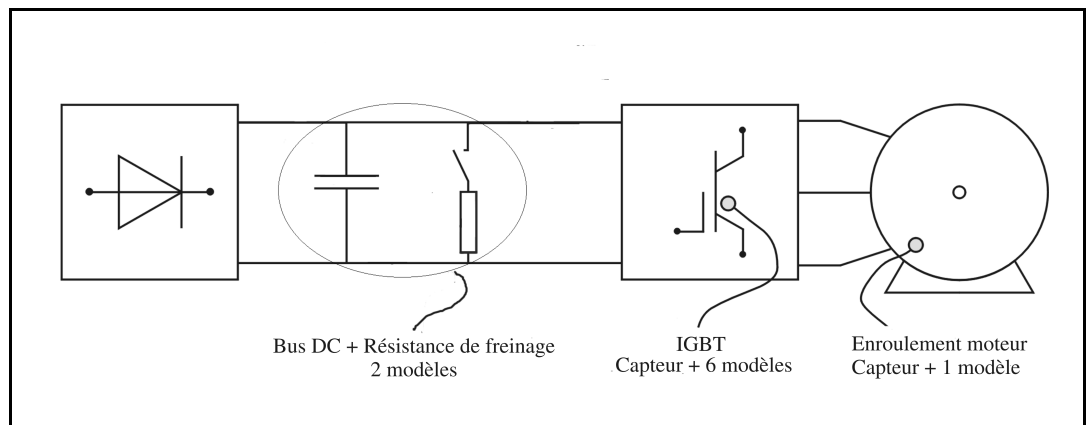 Bus DC + Résistance de freinage
2 modèles
IGBT
Capteur + 6 modèles
Enroulement moteur
Capteur + 1 modèle